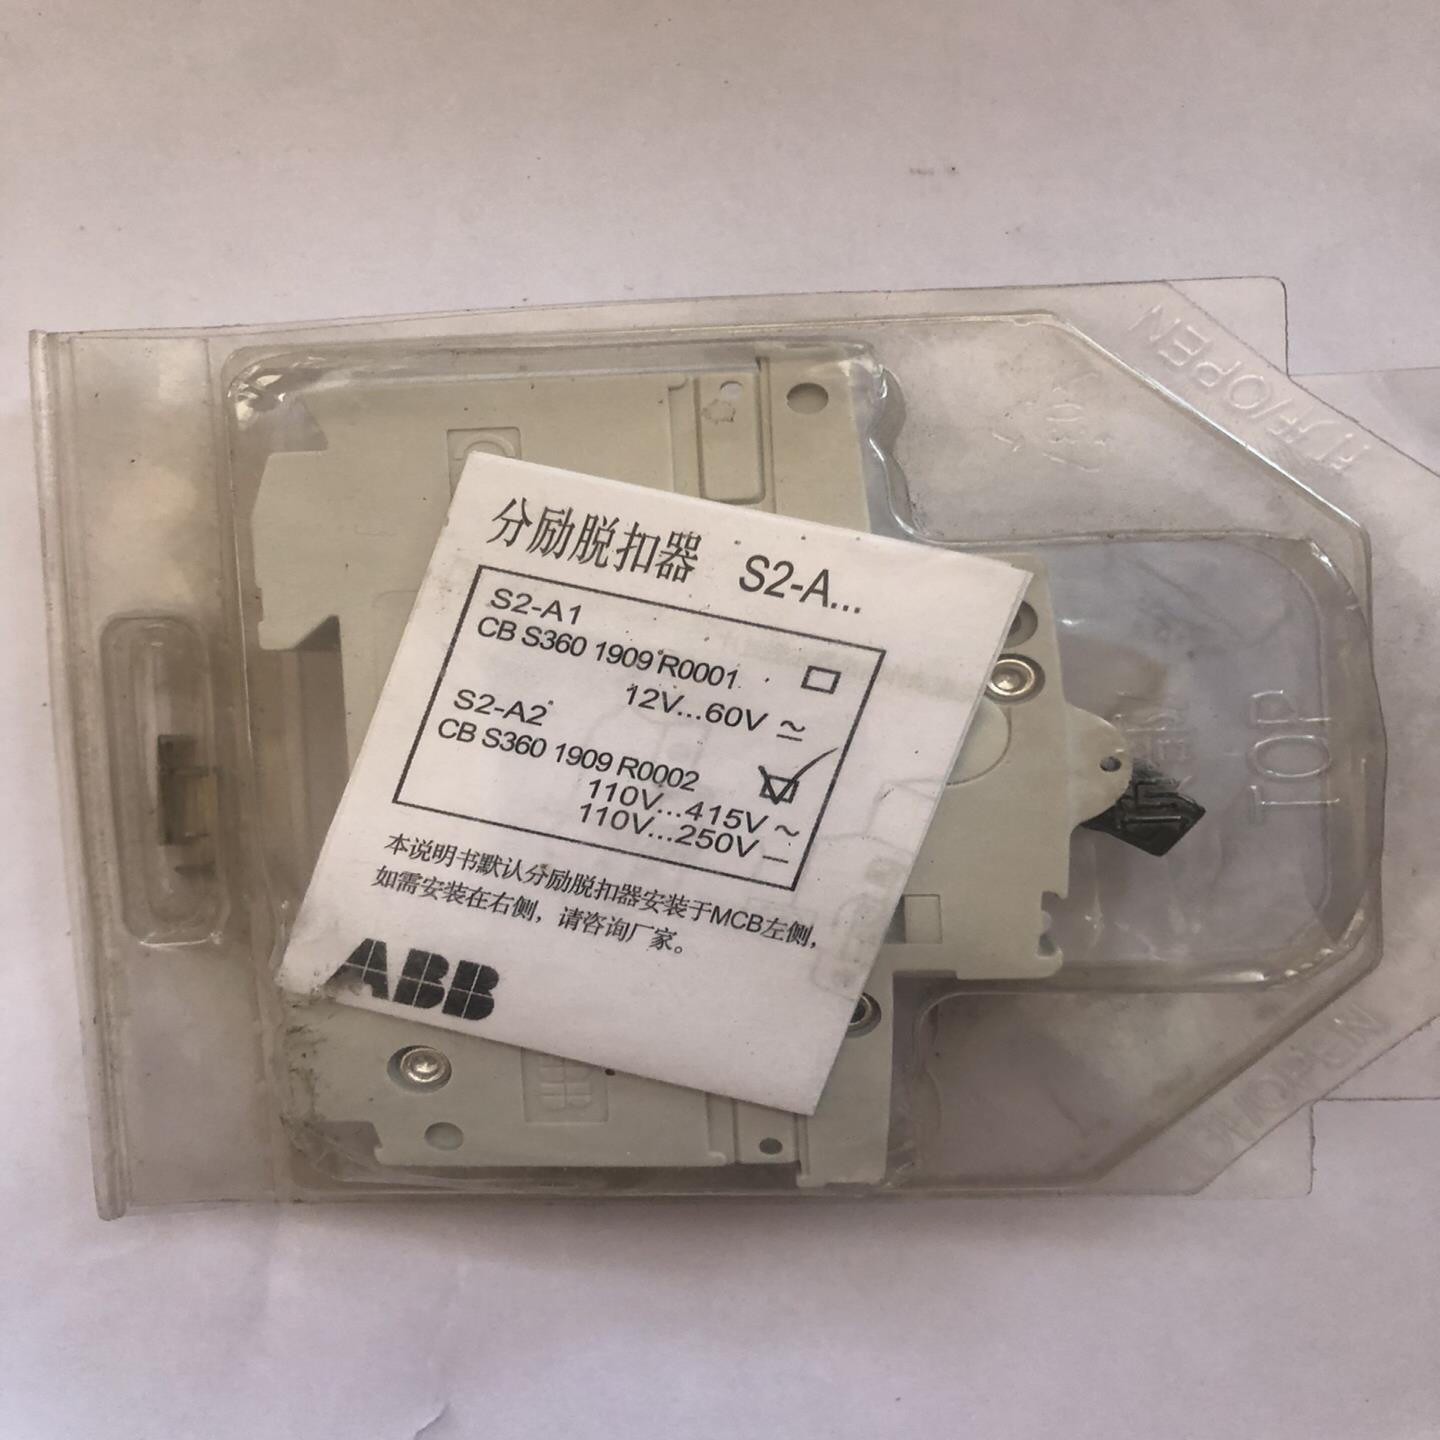 分励脱扣器 S2-A...
S2-A1
CB S360 1909 R0001
12V...60V ⎓
S2-A2
CB S360 1909 R0002
110V...415V ~
110V...250V ⎓
本说明书默认分励脱扣器安装于MCB左侧，
如需安装在右侧，请咨询厂家。
ABB
打开/OPEN
TOP